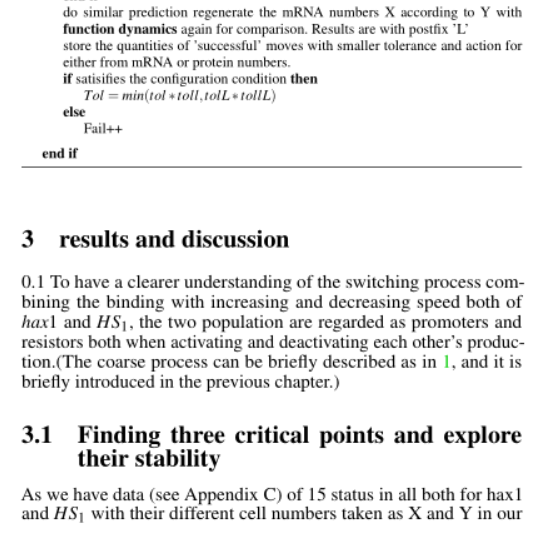 do similar prediction regenerate the mRNA numbers X according to Y with
function dynamics again for comparison. Results are with postfix 'L'
store the quantities of 'successful' moves with smaller tolerance and action for
either from mRNA or protein numbers.
if satisifies the configuration condition then
Tol = min(tol * toll, tolL * tollL)
else
Fail++
end if
3 results and discussion
0.1 To have a clearer understanding of the switching process com-
bining the binding with increasing and decreasing speed both of
hax1 and HS₁, the two population are regarded as promoters and
resistors both when activating and deactivating each other's produc-
tion.(The coarse process can be briefly described as in 1, and it is
briefly introduced in the previous chapter.)
3.1 Finding three critical points and explore
their stability
As we have data (see Appendix C) of 15 status in all both for hax1
and HS₁ with their different cell numbers taken as X and Y in our